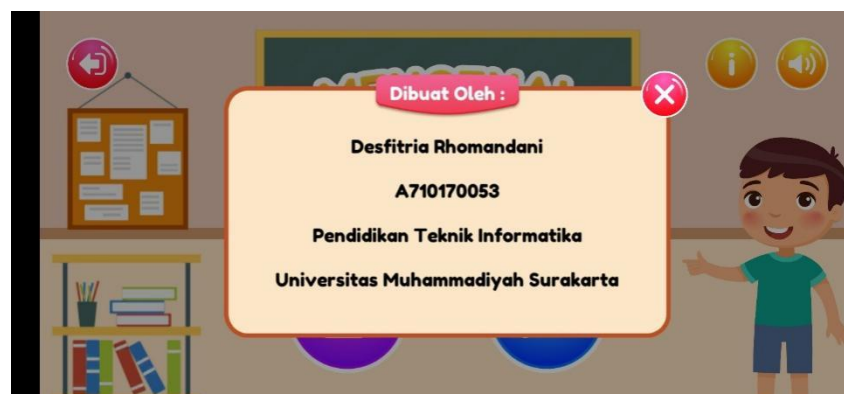 Dibuat Oleh :
Desfitria Rhomandani
A710170053
Pendidikan Teknik Informatika
Universitas Muhammadiyah Surakarta